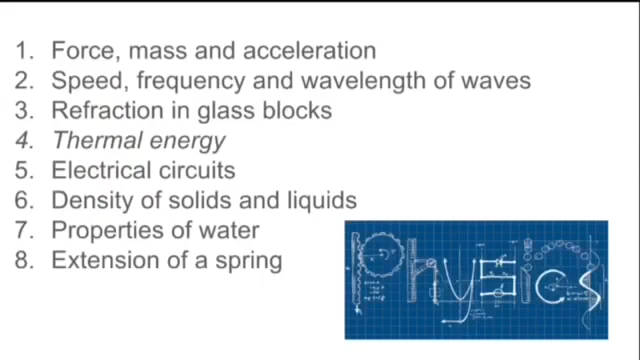 1. Force, mass and acceleration
2. Speed, frequency and wavelength of waves
3. Refraction in glass blocks
4. Thermal energy
5. Electrical circuits
6. Density of solids and liquids
7. Properties of water
8. Extension of a spring
Physics